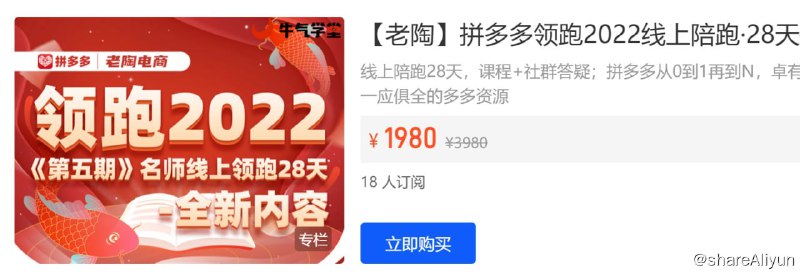 牛气学堂
拼多多 | 老陶电商
领跑2022
《第五期》名师线上领跑28天
-全新内容
专栏
【老陶】拼多多领跑2022线上陪跑·28天
线上陪跑28天，课程+社群答疑；拼多多从0到1再到N，卓有
一应俱全的多多资源
￥1980 ¥3980
18 人订阅
立即购买
@shareAliyun